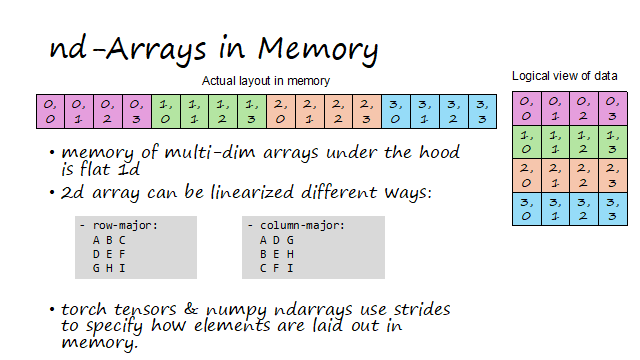 nd-Arrays in Memory
Actual layout in memory
0,0 0,1 0,2 0,3 1,0 1,1 1,2 1,3 2,0 2,1 2,2 2,3 3,0 3,1 3,2 3,3
Logical view of data
0,0 0,1 0,2 0,3
1,0 1,1 1,2 1,3
2,0 2,1 2,2 2,3
3,0 3,1 3,2 3,3
• memory of multi-dim arrays under the hood
is flat 1d
• 2d array can be linearized different ways:
- row-major:
A B C
D E F
G H I
- column-major:
A D G
B E H
C F I
• torch tensors & numpy ndarrays use strides
to specify how elements are laid out in
memory.